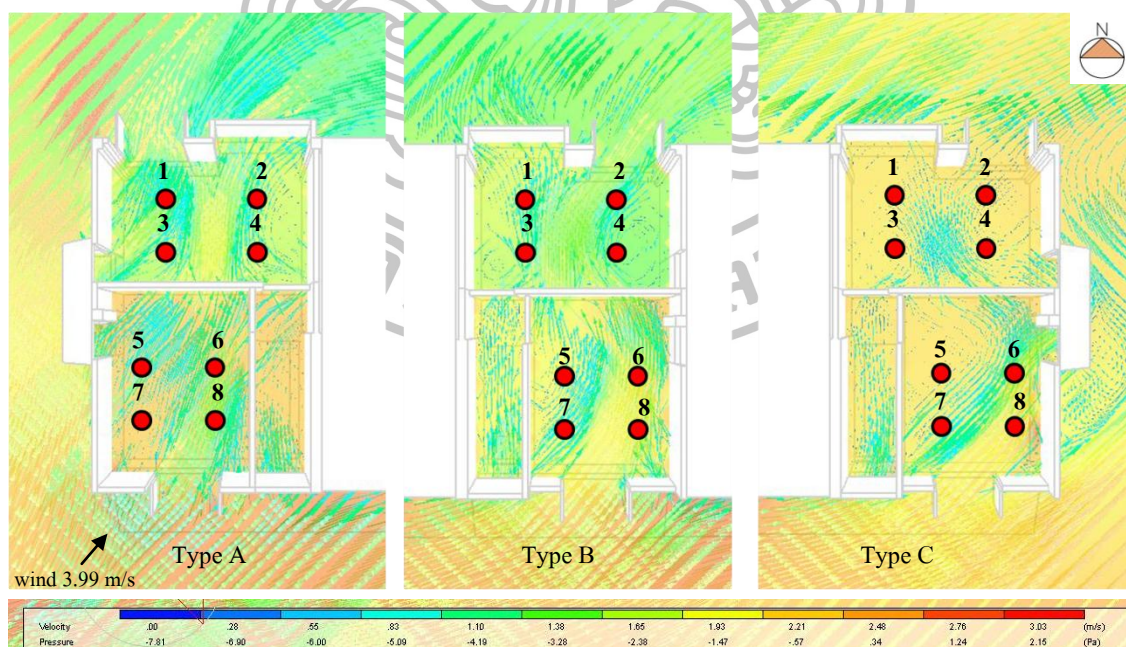 N
1 2
3 4
5 6
7 8
Type A
wind 3.99 m/s
1 2
3 4
5 6
7 8
Type B
1 2
3 4
5 6
7 8
Type C
Velocity .00 .28 .55 .83 1.10 1.38 1.65 1.93 2.21 2.48 2.76 3.03 (m/s)
Pressure -7.81 -6.90 -6.00 -5.09 -4.19 -3.28 -2.38 -1.47 -.57 .34 1.24 2.15 (Pa)